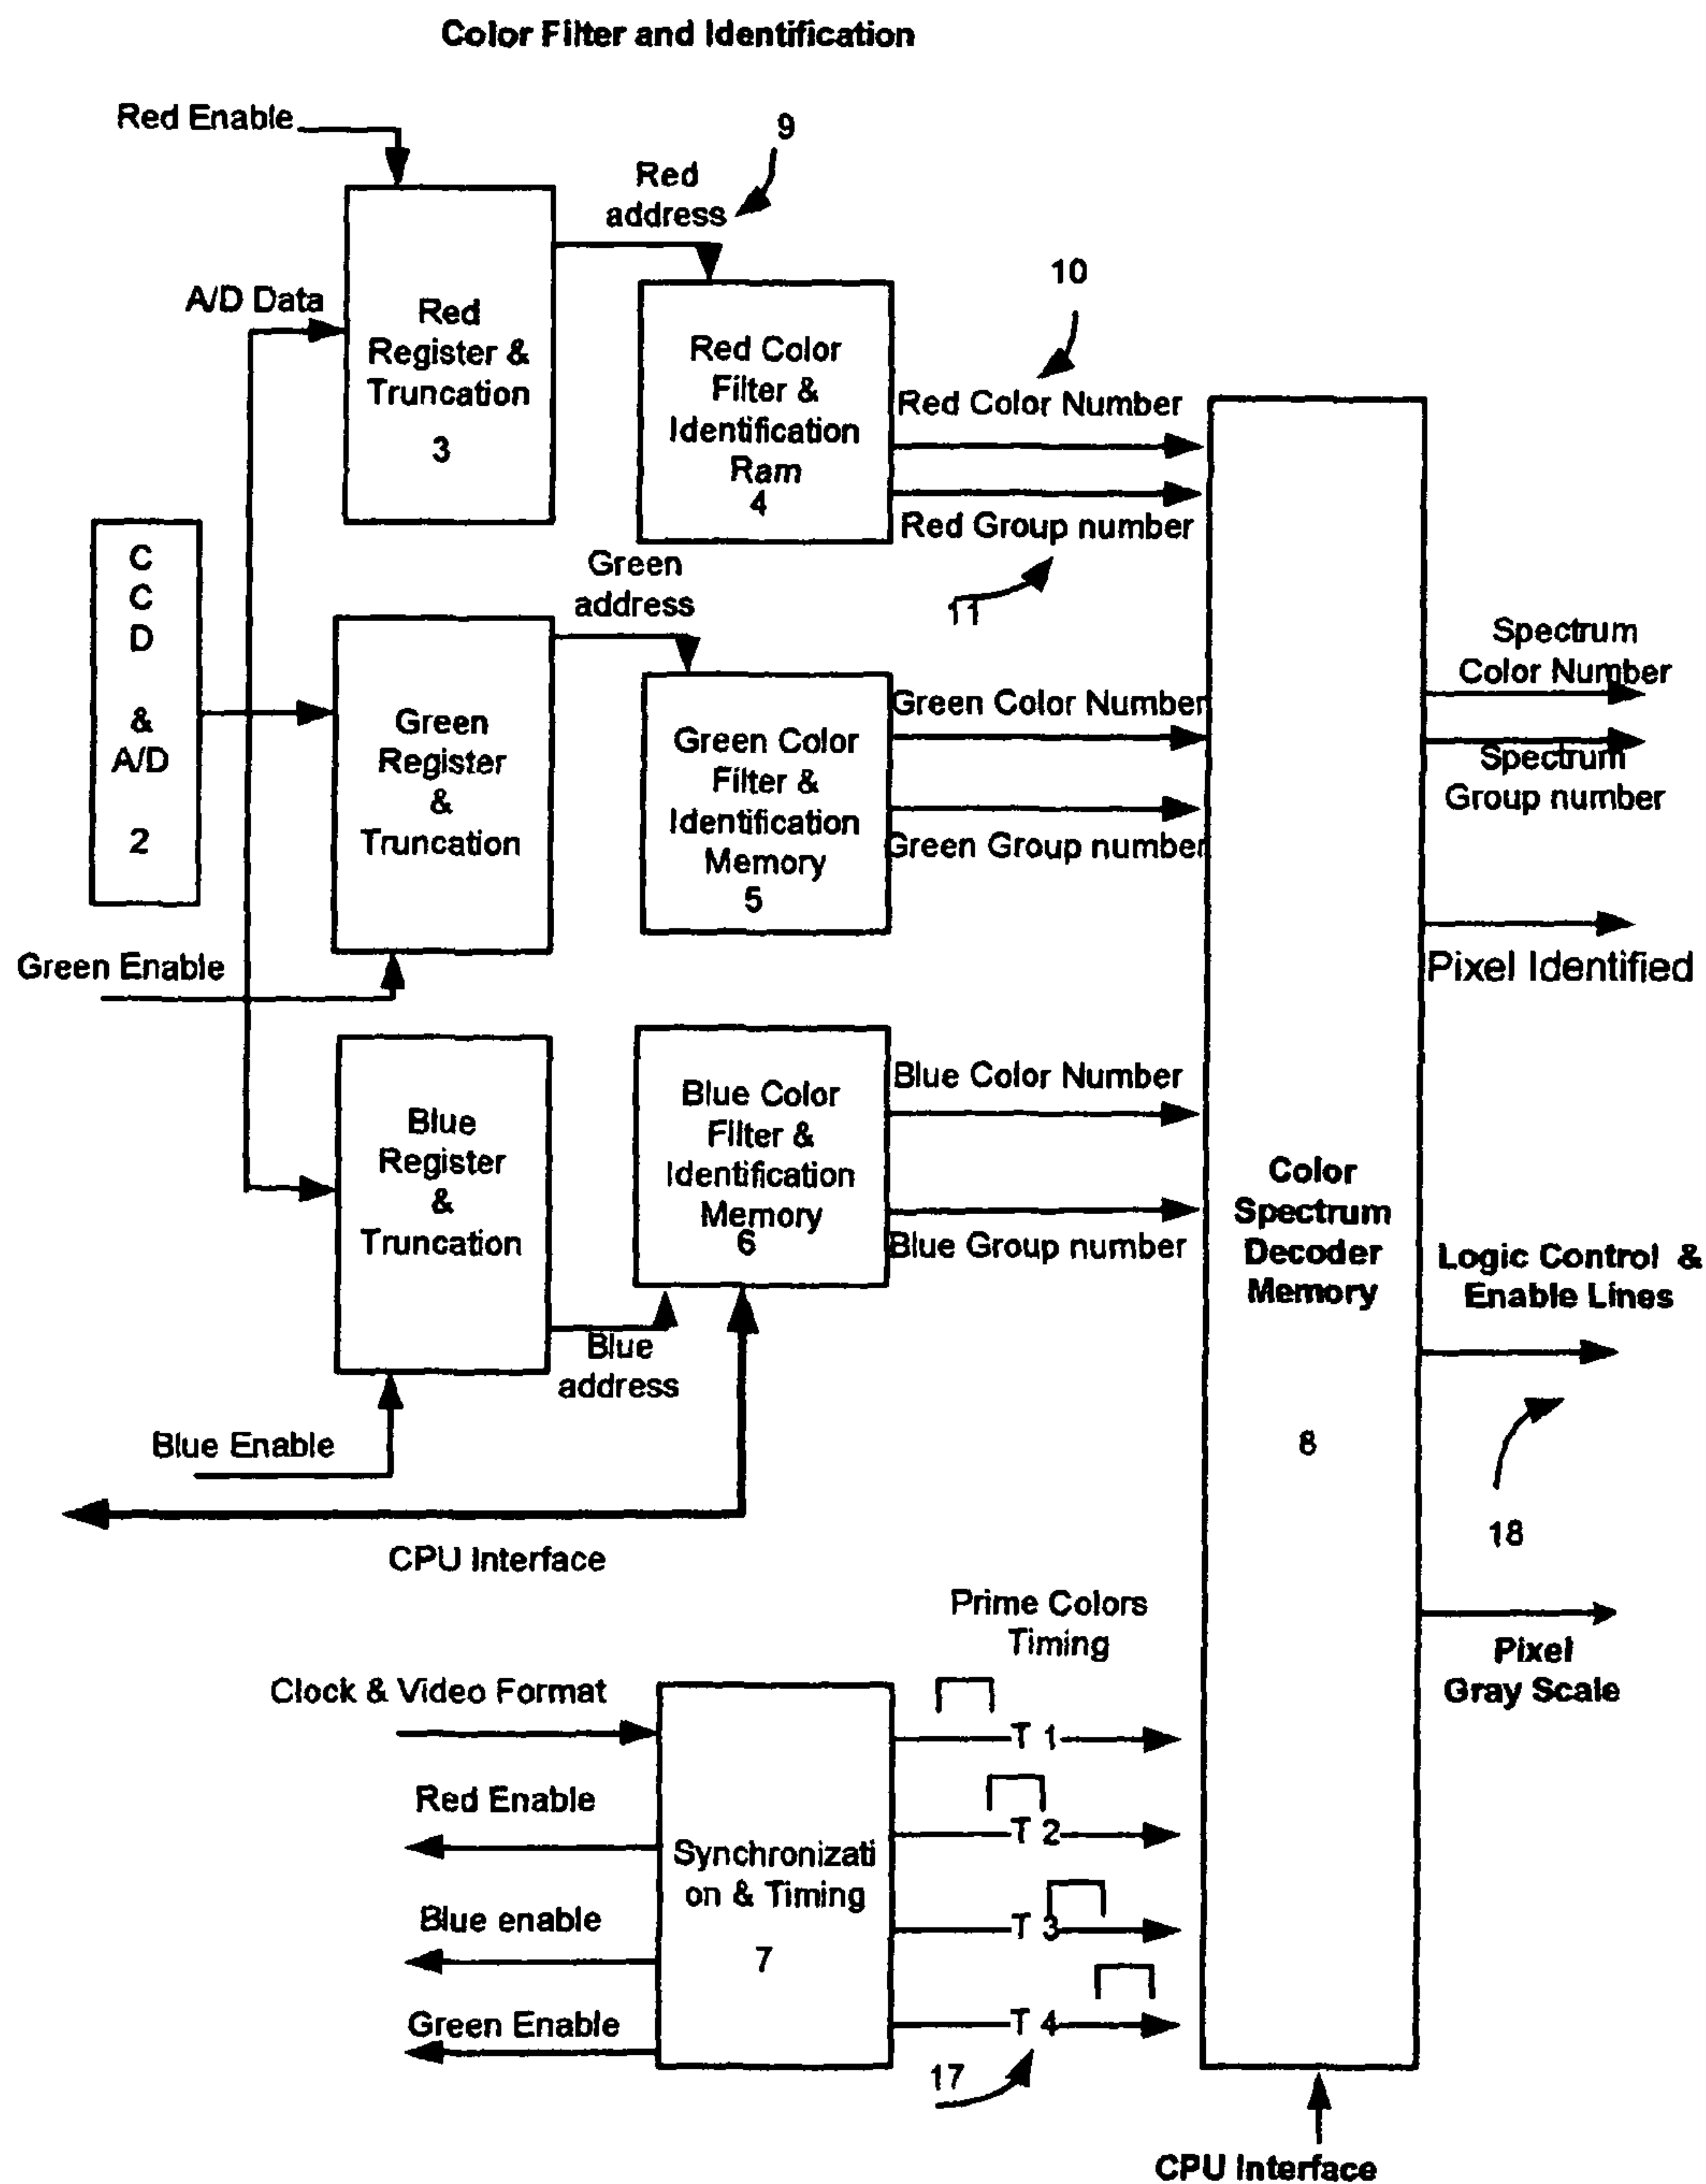 Color Filter and Identification
Red Enable
9
Red
address
A/D Data
Red
Register &
Truncation
3
10
Red Color
Filter &
Identification
Ram
4
Red Color Number
Red Group number
11
C
C
D
&
A/D
2
Green
address
Green
Register
&
Truncation
Green Color
Filter &
Identification
Memory
5
Green Color Number
Green Group number
Spectrum
Color Number
Spectrum
Group number
Pixel Identified
Green Enable
Blue
Register
&
Truncation
Blue Color
Filter &
Identification
Memory
6
Blue Color Number
Blue Group number
Color
Spectrum
Decoder
Memory
8
Logic Control &
Enable Lines
18
Blue
address
Blue Enable
CPU Interface
Prime Colors
Timing
Pixel
Gray Scale
Clock & Video Format
Red Enable
Blue enable
Green Enable
Synchronizati
on & Timing
7
T 1
T 2
T 3
T 4
17
CPU Interface